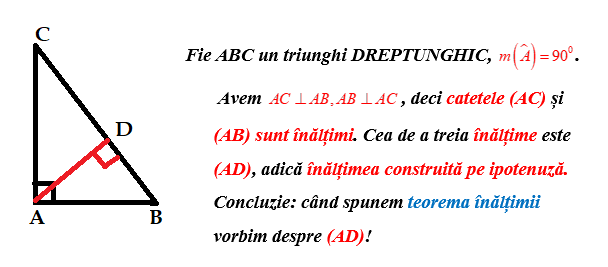 C
Fie ABC un triunghi DREPTUNGHIC, m(Â) = 90⁰.
Avem AC ⊥ AB, AB ⊥ AC , deci catetele (AC) și
D
(AB) sunt înălțimi. Cea de a treia înălțime este
(AD), adică înălțimea construită pe ipotenuză.
Concluzie: când spunem teorema înălțimii
A B
vorbim despre (AD)!